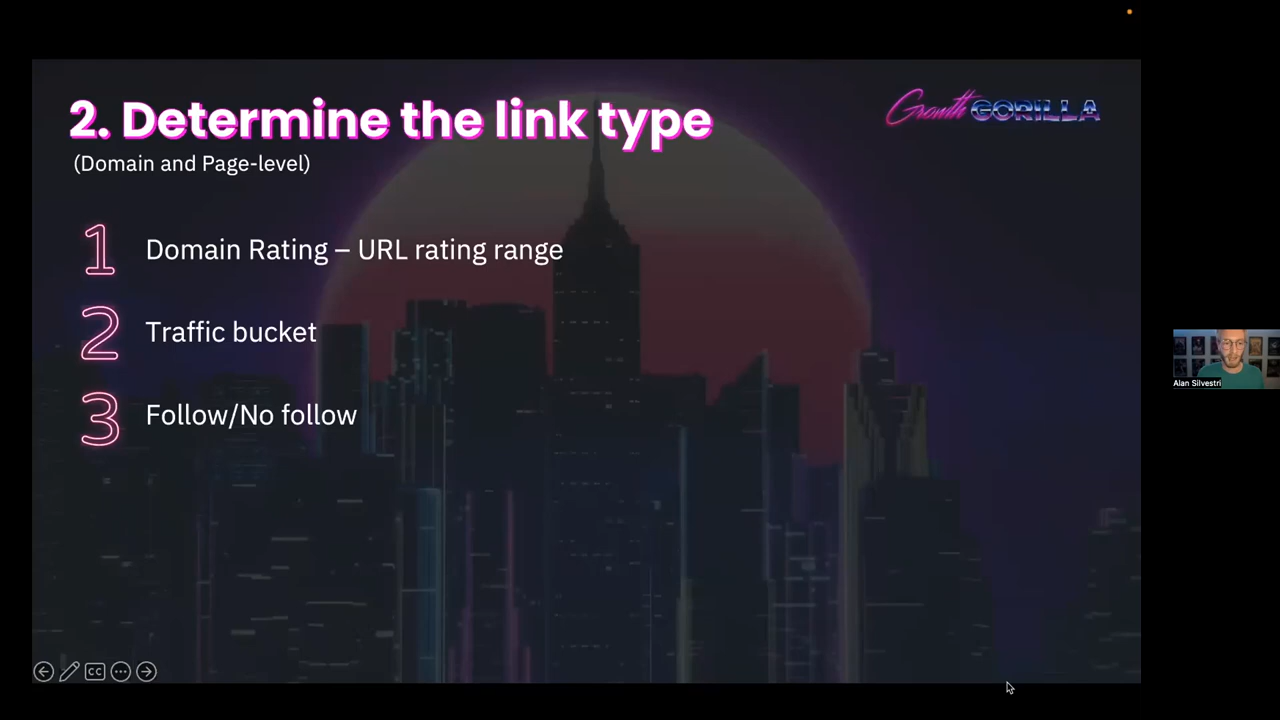 2. Determine the link type
(Domain and Page-level)
Growth GORILLA
1 Domain Rating – URL rating range
2 Traffic bucket
3 Follow/No follow
Alan Silvestri
CC